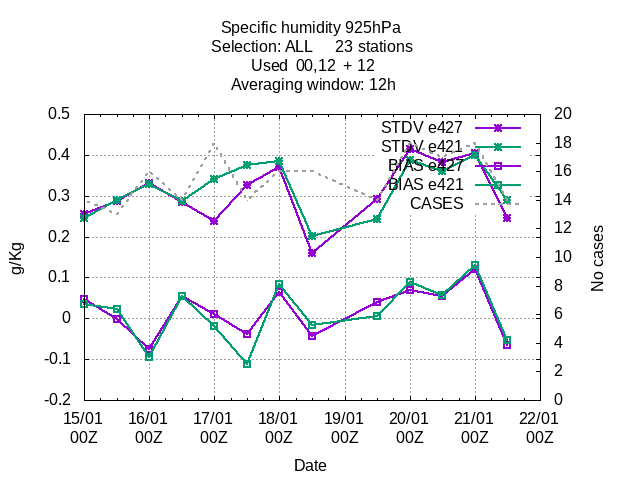 Specific humidity 925hPa
Selection: ALL 23 stations
Used 00,12 + 12
Averaging window: 12h
0.5
0.4
0.3
0.2
0.1
0
-0.1
-0.2
g/Kg
STDV e427
STDV e421
BIAS e427
BIAS e421
CASES
20
18
16
14
12
10
8
6
4
2
0
No cases
15/01 16/01 17/01 18/01 19/01 20/01 21/01 22/01
00Z 00Z 00Z 00Z 00Z 00Z 00Z 00Z
Date